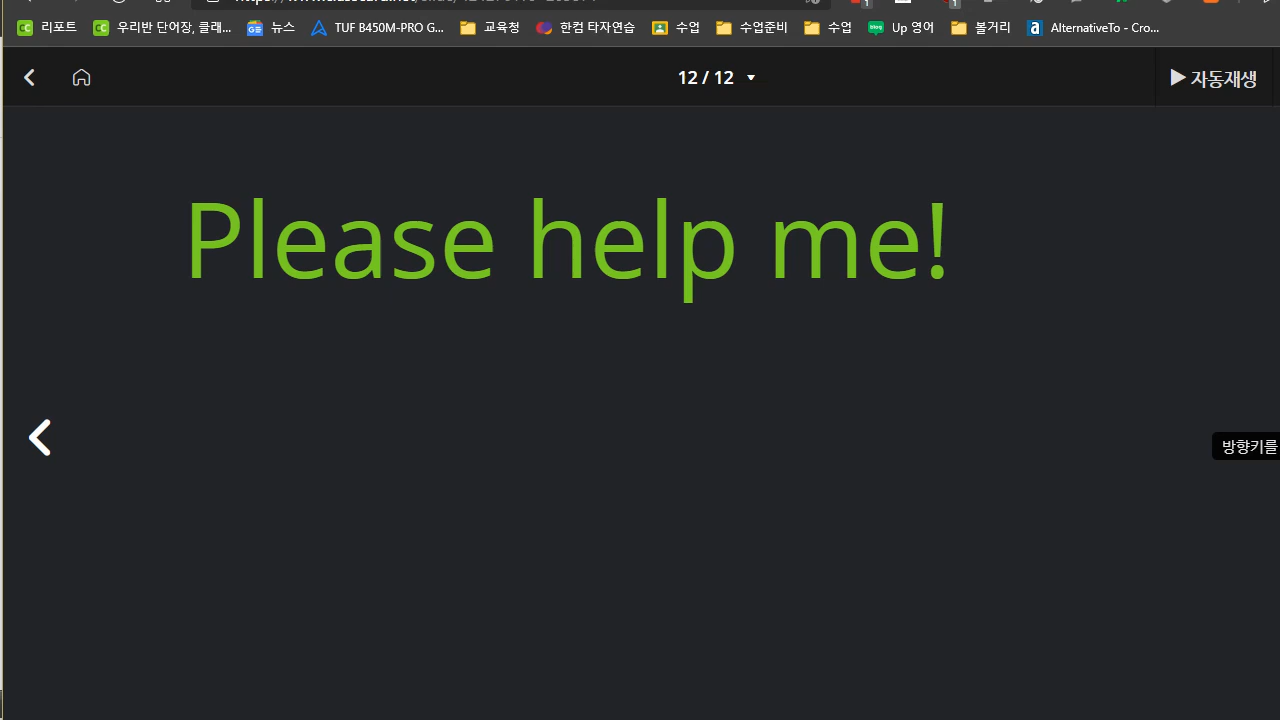 리포트 우리반 단어장, 클래... 뉴스 TUF B450M-PRO G... 교육청 한컴 타자연습 수업 수업준비 수업 Up 영어 볼거리 AlternativeTo - Cro...
12 / 12 ▶ 자동재생
Please help me!
방향키를